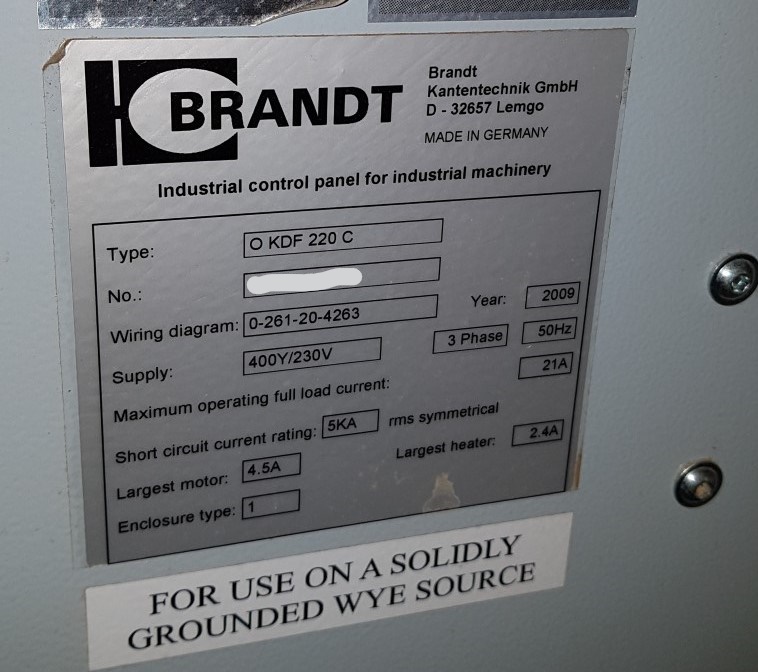 BRANDT
Brandt
Kantentechnik GmbH
D - 32657 Lemgo
MADE IN GERMANY
Industrial control panel for industrial machinery
Type: O KDF 220 C
No.:
Wiring diagram: 0-261-20-4263 Year: 2009
Supply: 400Y/230V 3 Phase 50Hz
Maximum operating full load current: 21A
Short circuit current rating: 5KA rms symmetrical
Largest motor: 4.5A Largest heater: 2.4A
Enclosure type: 1
FOR USE ON A SOLIDLY
GROUNDED WYE SOURCE